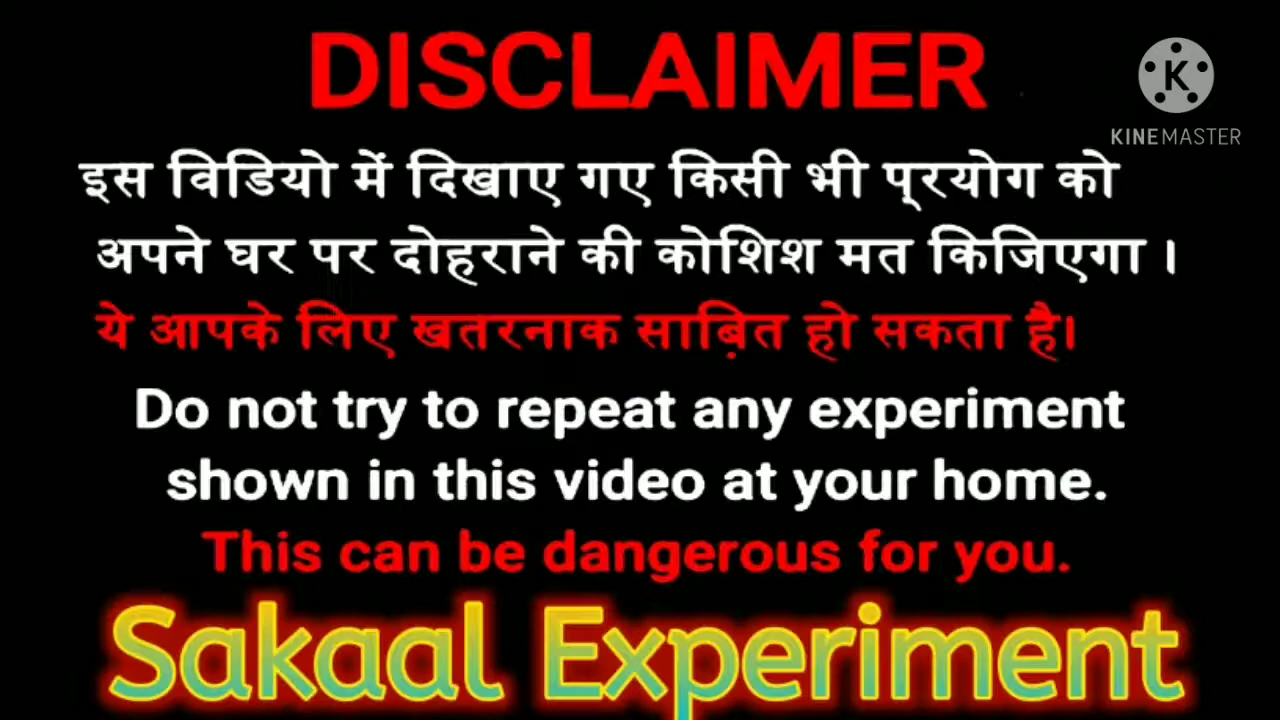 DISCLAIMER
K
KINEMASTER
इस विडियो में दिखाए गए किसी भी प्‌रयोग को
अपने घर पर दोहराने की कोशिश मत किजिएगा ।
ये आपके लिए खतरनाक साब़ित हो सकता है।
Do not try to repeat any experiment
shown in this video at your home.
This can be dangerous for you.
Sakaal Experiment